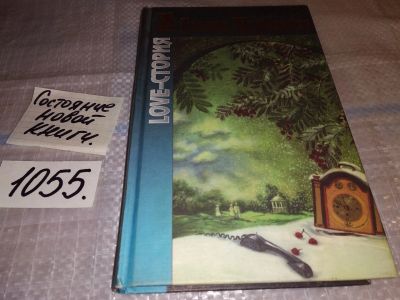 Состояние
новой
книги.
1055.
LOVE-СТОРИЯ